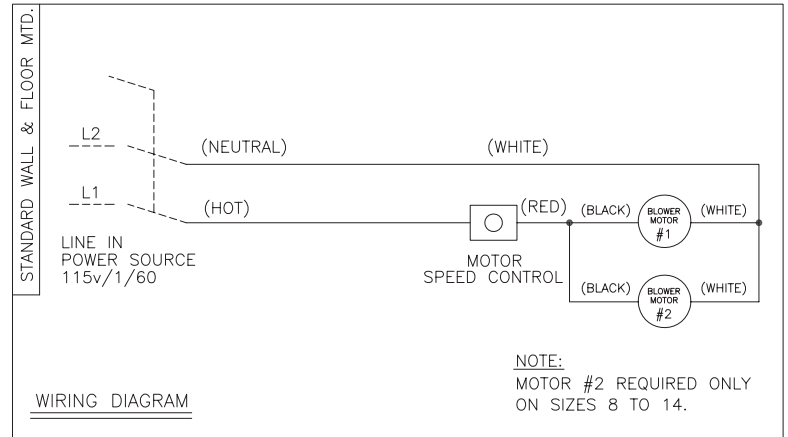 STANDARD WALL & FLOOR MTD.
L2
(NEUTRAL)
(WHITE)
L1
(HOT)
(RED)
(BLACK)
BLOWER
MOTOR
#1
(WHITE)
LINE IN
POWER SOURCE
115v/1/60
MOTOR
SPEED CONTROL
(BLACK)
BLOWER
MOTOR
#2
(WHITE)
NOTE:
MOTOR #2 REQUIRED ONLY
ON SIZES 8 TO 14.
WIRING DIAGRAM